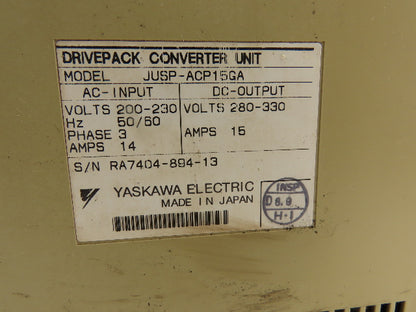 DRIVEPACK CONVERTER UNIT
MODEL JUSP-ACP15GA
AC-INPUT DC-OUTPUT
VOLTS 200-230 VOLTS 280-330
Hz 50/60
PHASE 3 AMPS 15
AMPS 14
S/N RA7404-894-13
YASKAWA ELECTRIC
MADE IN JAPAN
INSP
H-1